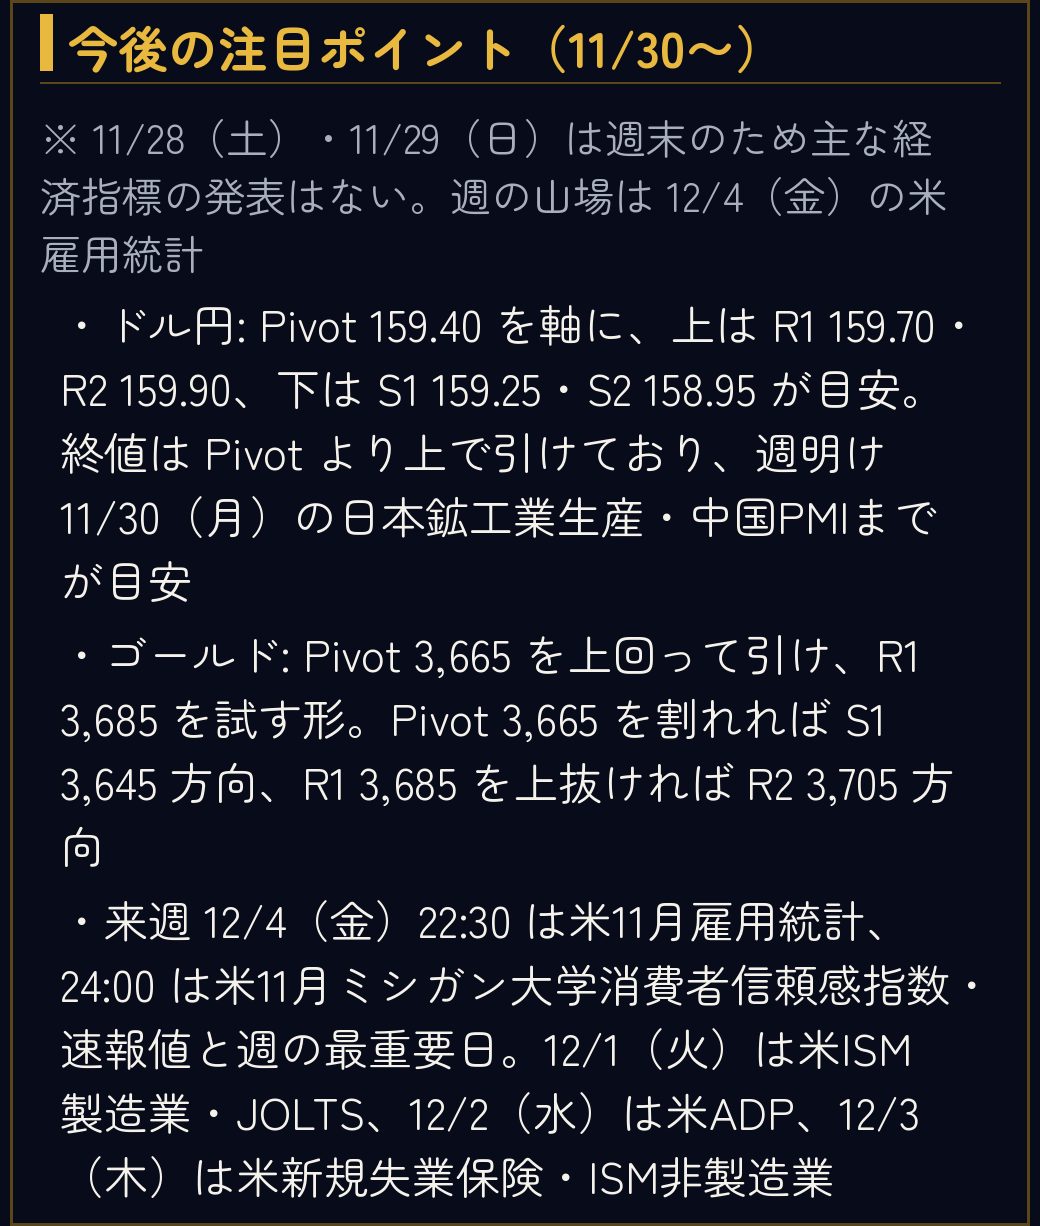 今後の注目ポイント（11/30〜）
※ 11/28（土）・11/29（日）は週末のため主な経
済指標の発表はない。週の山場は 12/4（金）の米
雇用統計
・ドル円: Pivot 159.40 を軸に、上は R1 159.70・
R2 159.90、下は S1 159.25・S2 158.95 が目安。
終値は Pivot より上で引けており、週明け
11/30（月）の日本鉱工業生産・中国PMIまで
が目安
・ゴールド: Pivot 3,665 を上回って引け、R1
3,685 を試す形。Pivot 3,665 を割れれば S1
3,645 方向、R1 3,685 を上抜ければ R2 3,705 方
向
・来週 12/4（金）22:30 は米11月雇用統計、
24:00 は米11月ミシガン大学消費者信頼感指数・
速報値と週の最重要日。12/1（火）は米ISM
製造業・JOLTS、12/2（水）は米ADP、12/3
（木）は米新規失業保険・ISM非製造業